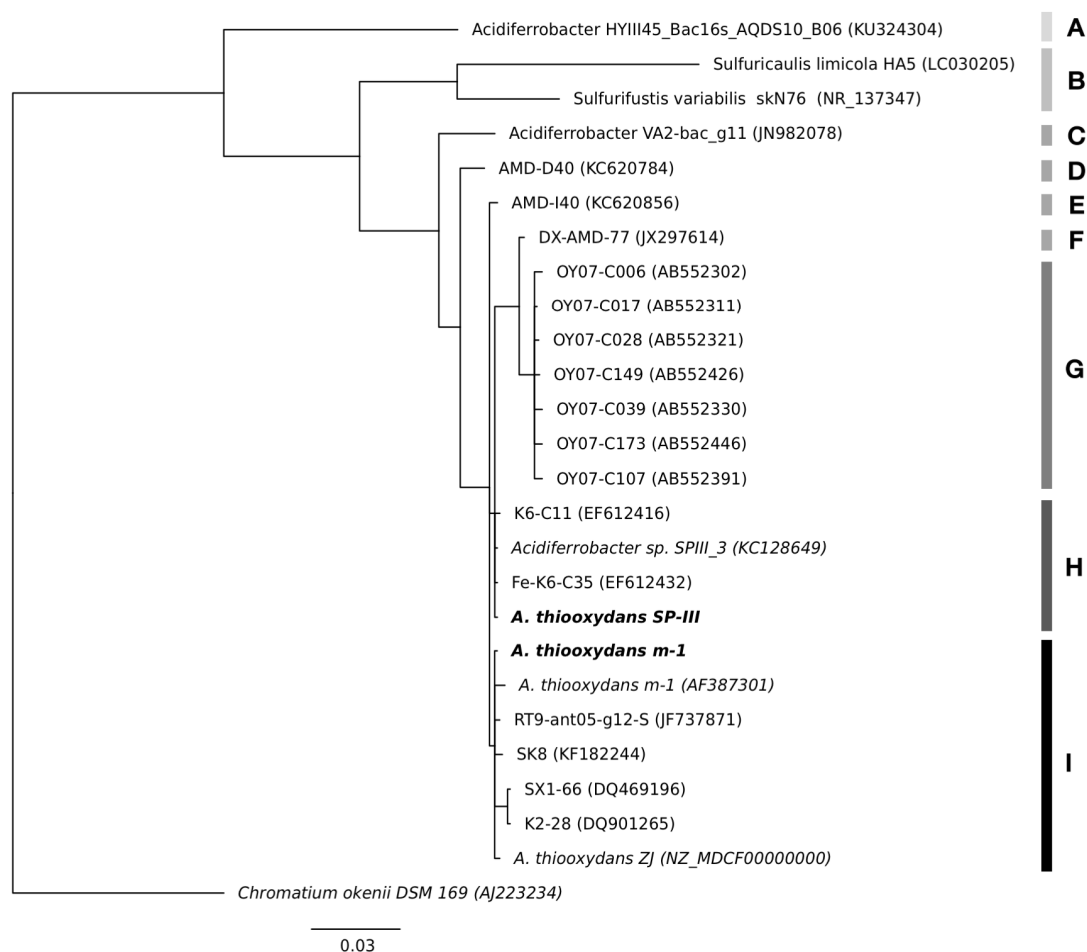 Acidiferrobacter HYIII45_Bac16s_AQDS10_B06 (KU324304)
A
Sulfuricaulis limicola HA5 (LC030205)
B
Sulfurifustis variabilis skN76 (NR_137347)
Acidiferrobacter VA2-bac_g11 (JN982078)
C
AMD-D40 (KC620784)
D
AMD-I40 (KC620856)
E
DX-AMD-77 (JX297614)
F
OY07-C006 (AB552302)
OY07-C017 (AB552311)
OY07-C028 (AB552321)
OY07-C149 (AB552426)
G
OY07-C039 (AB552330)
OY07-C173 (AB552446)
OY07-C107 (AB552391)
K6-C11 (EF612416)
Acidiferrobacter sp. SPIII_3 (KC128649)
H
Fe-K6-C35 (EF612432)
A. thiooxydans SP-III
A. thiooxydans m-1
A. thiooxydans m-1 (AF387301)
RT9-ant05-g12-S (JF737871)
SK8 (KF182244)
I
SX1-66 (DQ469196)
K2-28 (DQ901265)
A. thiooxydans ZJ (NZ_MDCF00000000)
Chromatium okenii DSM 169 (AJ223234)
0.03